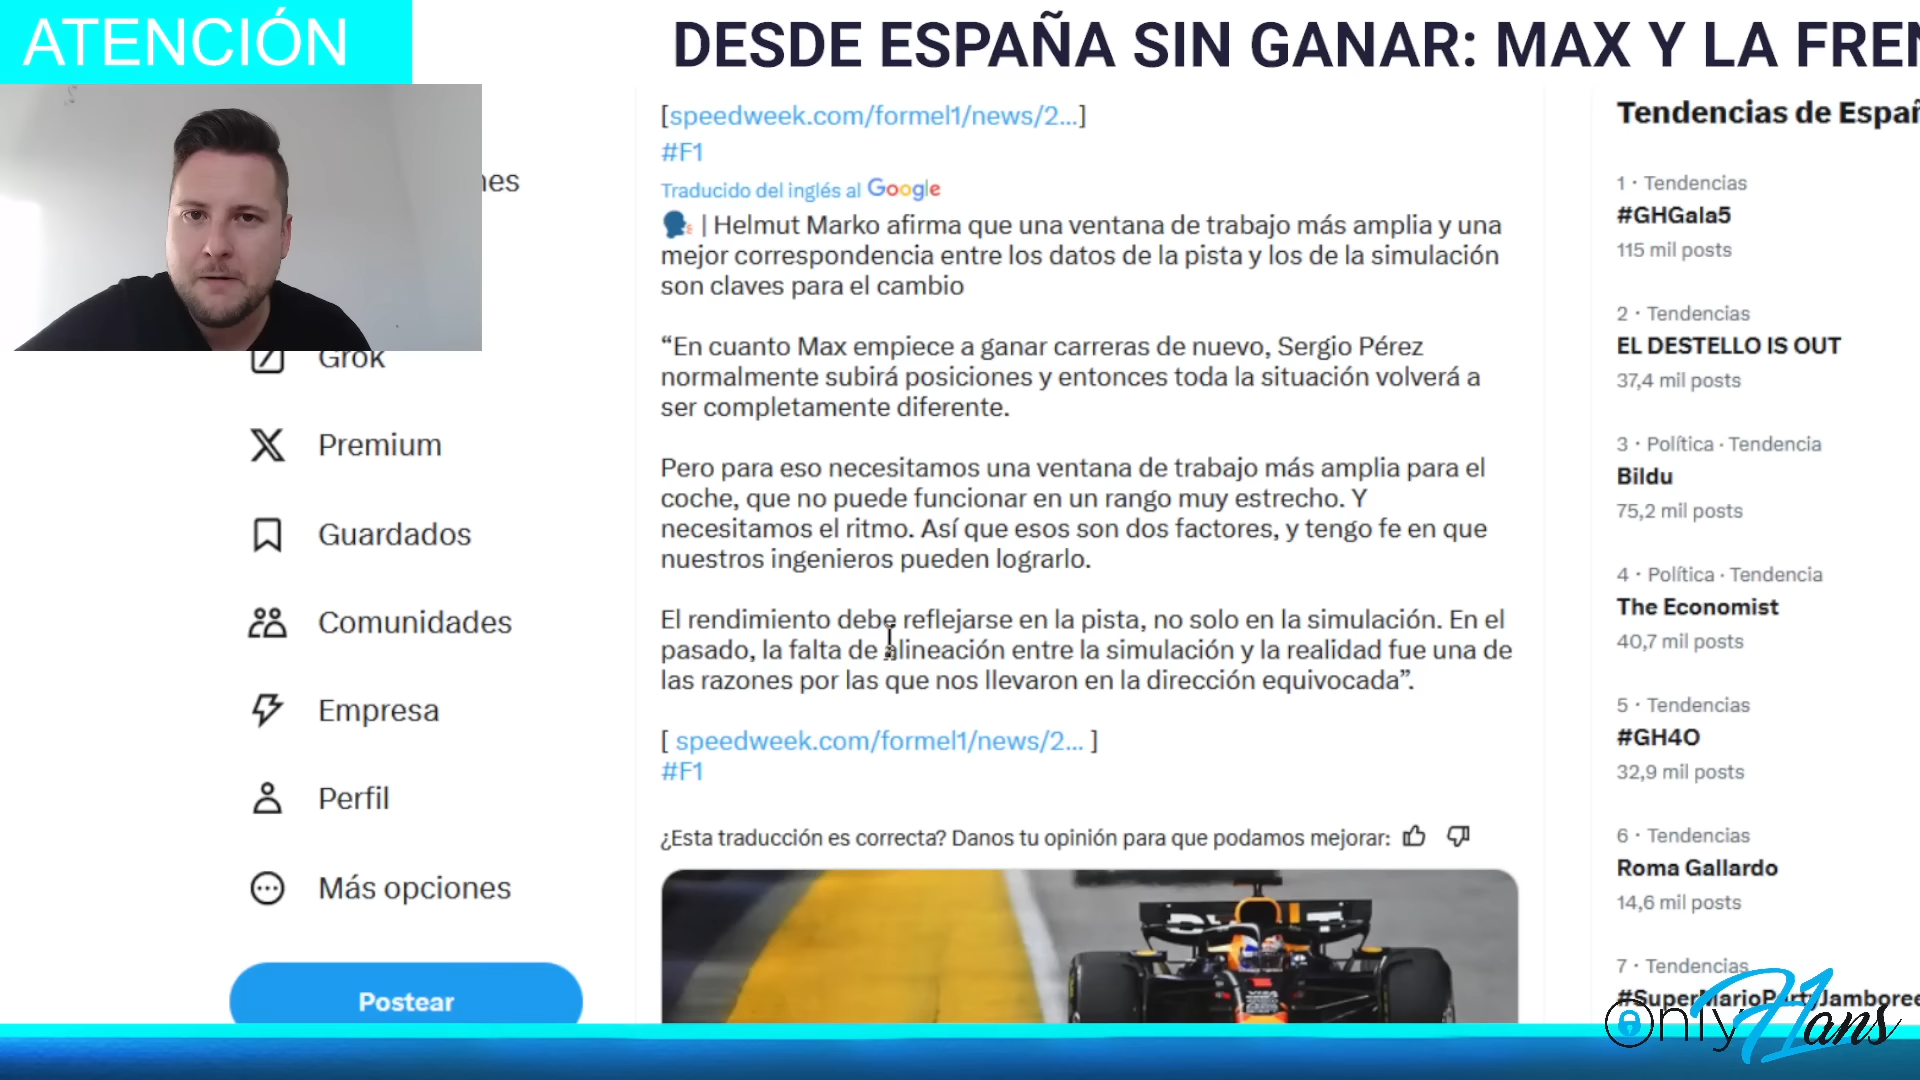 ATENCIÓN
DESDE ESPAÑA SIN GANAR: MAX Y LA FREN
nes
Grok
Premium
Guardados
Comunidades
Empresa
Perfil
Más opciones
Postear
[speedweek.com/formel1/news/2...]
#F1
Traducido del inglés al Google
| Helmut Marko afirma que una ventana de trabajo más amplia y una
mejor correspondencia entre los datos de la pista y los de la simulación
son claves para el cambio
“En cuanto Max empiece a ganar carreras de nuevo, Sergio Pérez
normalmente subirá posiciones y entonces toda la situación volverá a
ser completamente diferente.
Pero para eso necesitamos una ventana de trabajo más amplia para el
coche, que no puede funcionar en un rango muy estrecho. Y
necesitamos el ritmo. Así que esos son dos factores, y tengo fe en que
nuestros ingenieros pueden lograrlo.
El rendimiento debe reflejarse en la pista, no solo en la simulación. En el
pasado, la falta de alineación entre la simulación y la realidad fue una de
las razones por las que nos llevaron en la dirección equivocada”.
[ speedweek.com/formel1/news/2... ]
#F1
¿Esta traducción es correcta? Danos tu opinión para que podamos mejorar:
Tendencias de Españ
1 · Tendencias
#GHGala5
115 mil posts
2 · Tendencias
EL DESTELLO IS OUT
37,4 mil posts
3 · Política · Tendencia
Bildu
75,2 mil posts
4 · Política · Tendencia
The Economist
40,7 mil posts
5 · Tendencias
#GH4O
32,9 mil posts
6 · Tendencias
Roma Gallardo
14,6 mil posts
7 · Tendencias
#SuperMarioPartyJamboree
OnlyHans